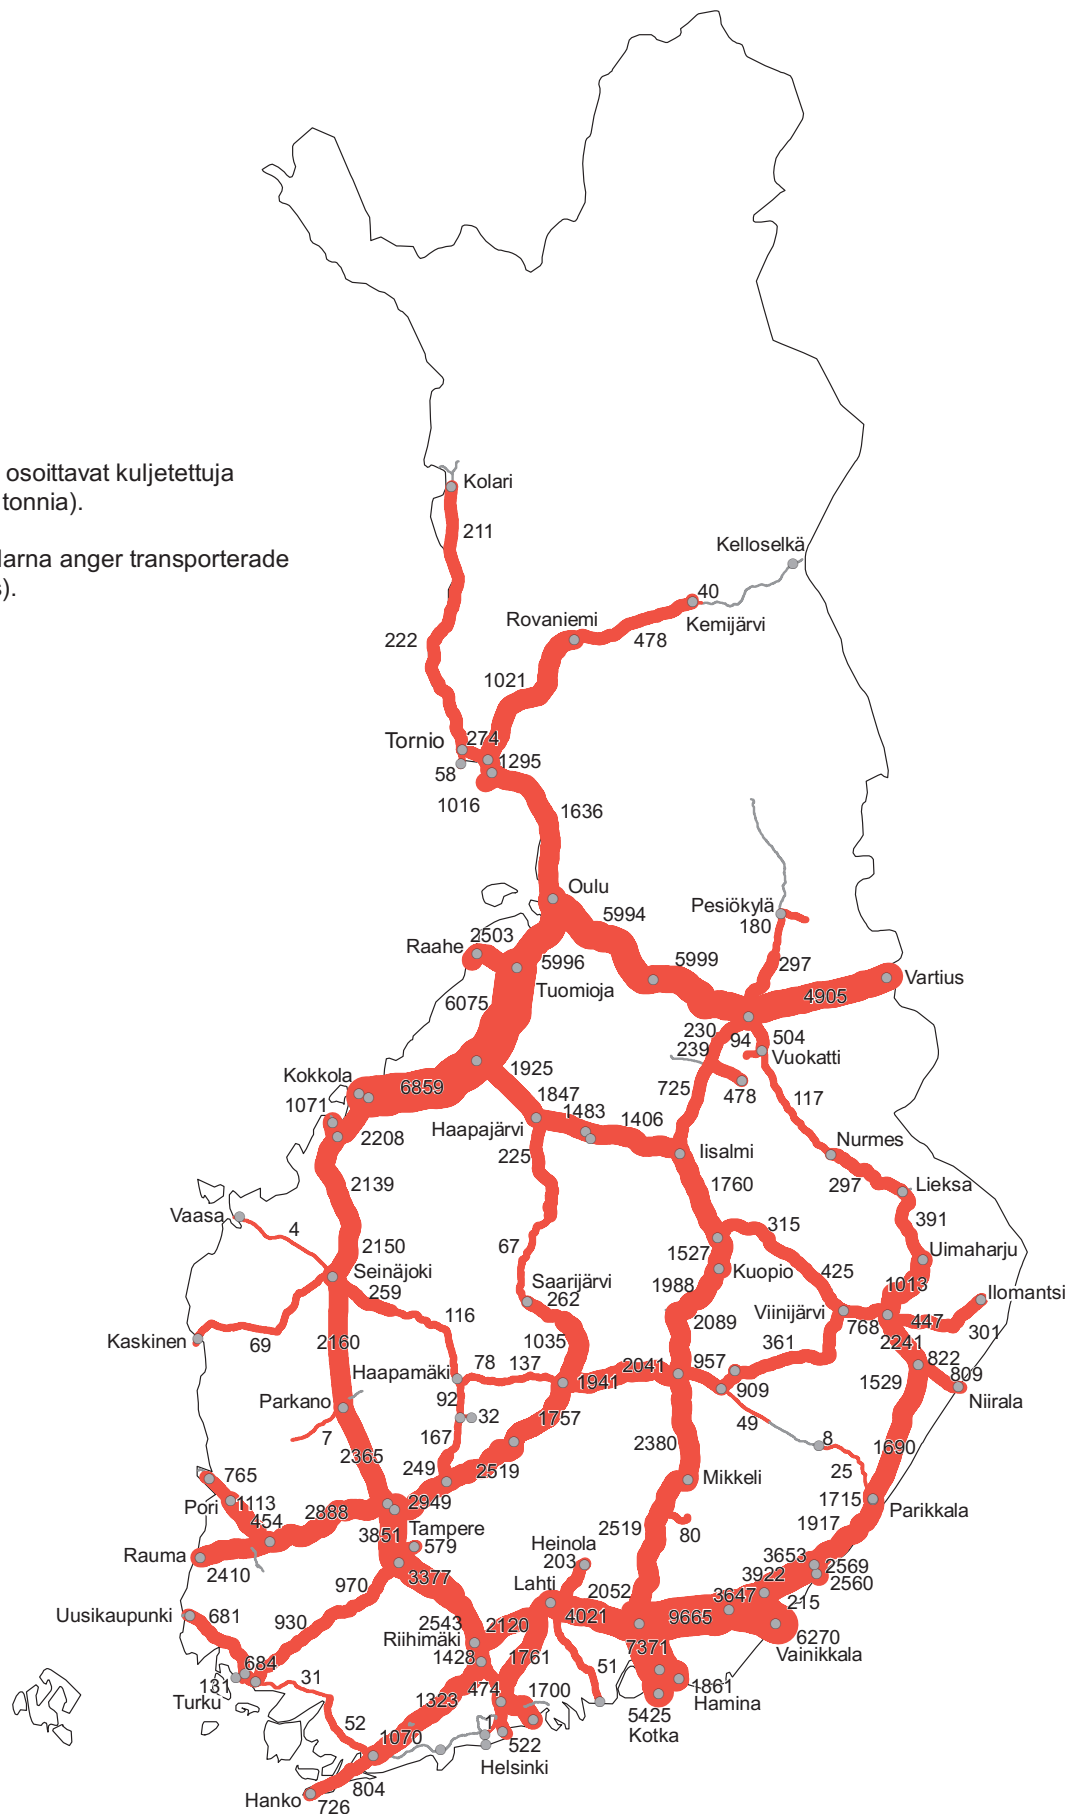 osoittavat kuljetettuja
tonnia).
larna anger transporterade
s).
Kolari
211
Kelloselkä
40
Rovaniemi
Kemijärvi
478
222
1021
Tornio
274
1295
58
1016
1636
Oulu
5994
Pesiökylä
180
2503
Raahe
5996
5999
297
Vartius
4905
Tuomioja
6075
230
94
504
239
Vuokatti
1925
Kokkola
6859
1847
725
478
117
1071
1483
1406
Haapajärvi
2208
225
Iisalmi
Nurmes
2139
1760
297
Lieksa
Vaasa
4
391
315
67
2150
1527
Uimaharju
Seinäjoki
Kuopio
425
259
Saarijärvi
1988
1013
Ilomantsi
262
116
2089
Viinijärvi
447
768
301
Kaskinen
69
2160
1035
361
2241
78
137
2041
957
822
Haapamäki
1941
909
1529
809
Niirala
Parkano
92
32
1757
49
7
167
2380
8
2365
1690
249
2519
25
765
Mikkeli
Pori
1113
2888
2949
1715
Parikkala
454
3851
Tampere
2519
80
1917
579
Heinola
Rauma
203
3653
2569
2410
3377
3922
2560
970
Lahti
2052
3647
215
Uusikaupunki
681
930
2543
2120
4021
9665
6270
Riihimäki
7371
Vainikkala
684
1428
1761
131
31
51
1861
Turku
474
1700
Hamina
1323
5425
52
1
Kotka
1070
522
Helsinki
804
Hanko
726